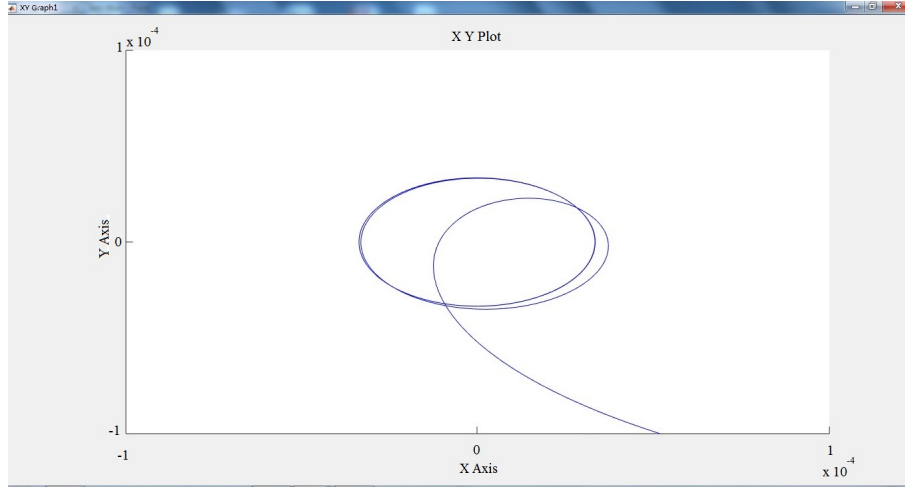 XY Graph1
X Y Plot
1 x 10-4
Y Axis
0
-1
-1
0
1
X Axis
x 10-4